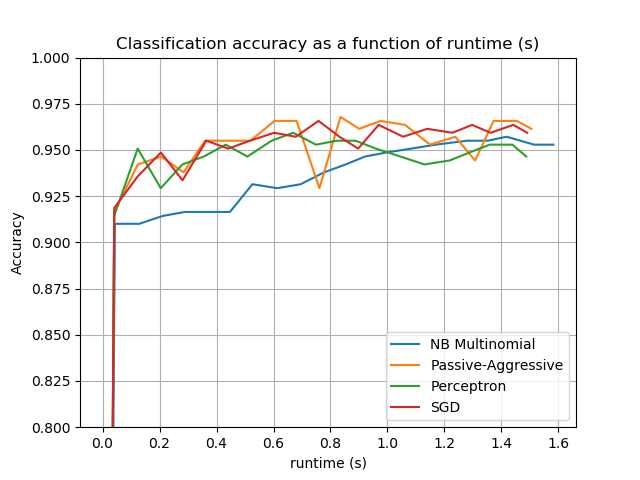 Classification accuracy as a function of runtime (s)
1.000
0.975
0.950
0.925
0.900
0.875
0.850
0.825
0.800
Accuracy
NB Multinomial
Passive-Aggressive
Perceptron
SGD
0.0 0.2 0.4 0.6 0.8 1.0 1.2 1.4 1.6
runtime (s)